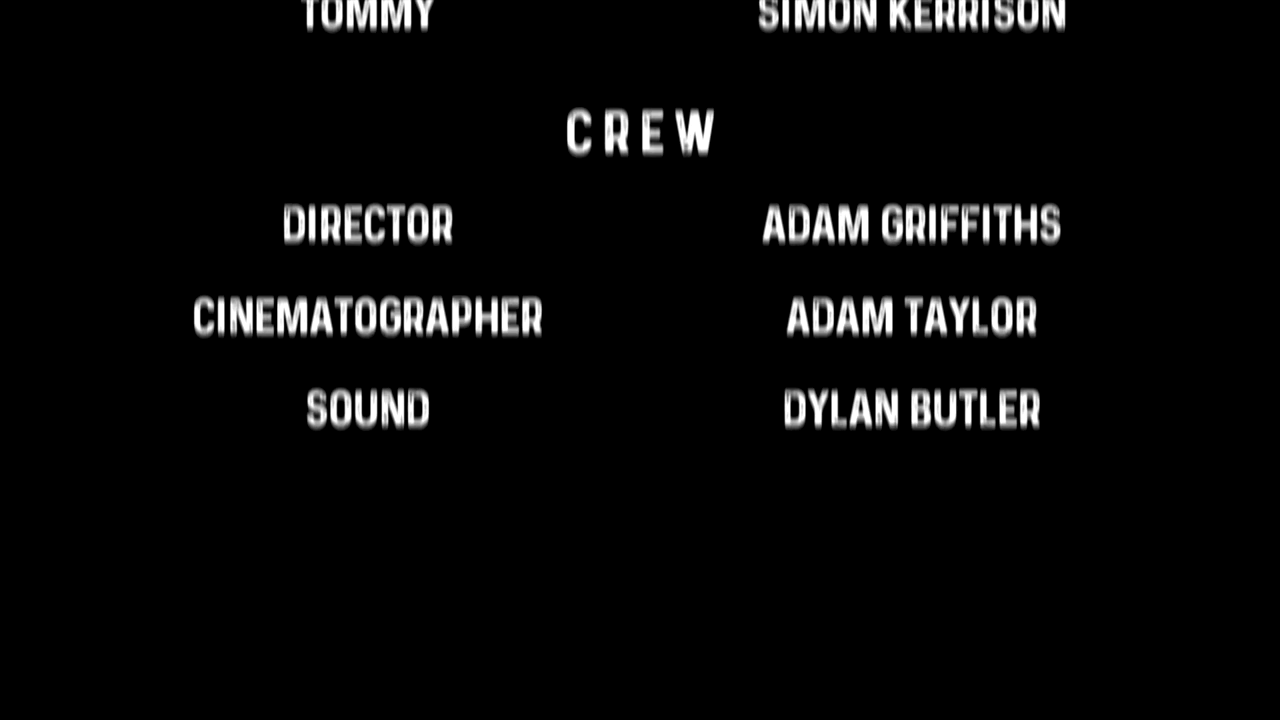 TOMMY SIMON KERRISON
CREW
DIRECTOR ADAM GRIFFITHS
CINEMATOGRAPHER ADAM TAYLOR
SOUND DYLAN BUTLER